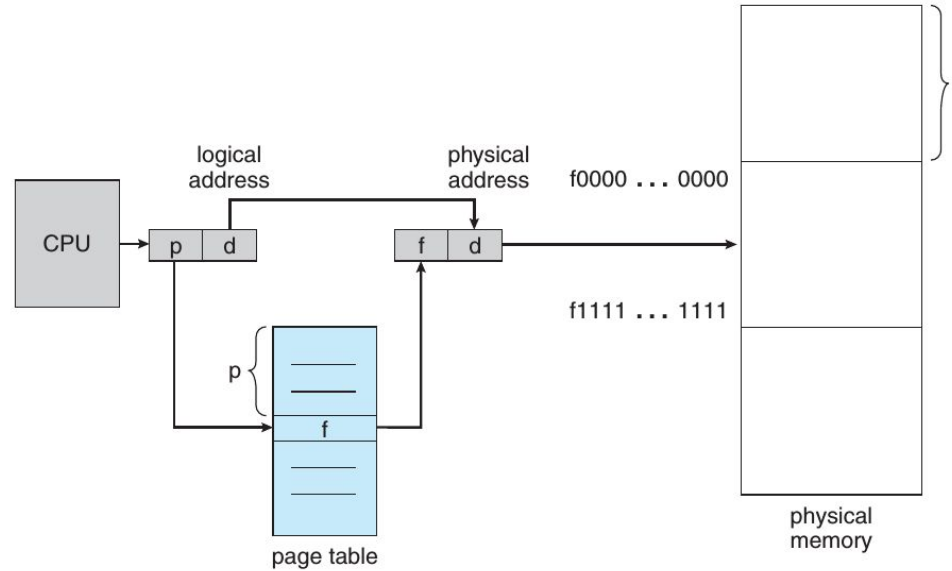 logical
address
physical
address
f0000 ... 0000
CPU
p
d
f
d
f1111 ... 1111
p
f
page table
physical
memory